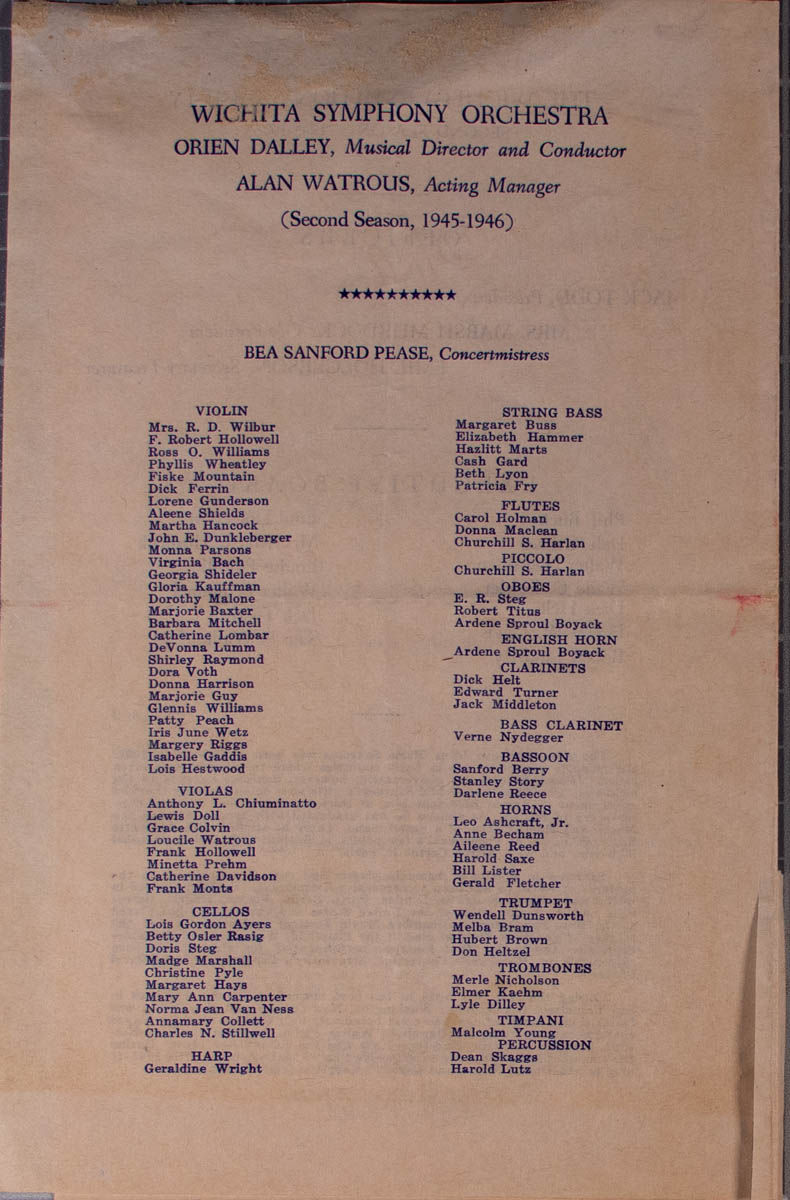 WICHITA SYMPHONY ORCHESTRA
ORIEN DALLEY, Musical Director and Conductor
ALAN WATROUS, Acting Manager
(Second Season, 1945-1946)
★★★★★★★★★★
BEA SANFORD PEASE, Concertmistress
VIOLIN
Mrs. R. D. Wilbur
F. Robert Hollowell
Ross O. Williams
Phyllis Wheatley
Fiske Mountain
Dick Ferrin
Lorene Gunderson
Aleene Shields
Martha Hancock
John E. Dunkleberger
Monna Parsons
Virginia Bach
Georgia Shideler
Gloria Kauffman
Dorothy Malone
Marjorie Baxter
Barbara Mitchell
Catherine Lombar
DeVonna Lumm
Shirley Raymond
Dora Voth
Donna Harrison
Marjorie Guy
Glennis Williams
Patty Peach
Iris June Wetz
Margery Riggs
Isabelle Gaddis
Lois Hestwood
VIOLAS
Anthony L. Chiuminatto
Lewis Doll
Grace Colvin
Loucile Watrous
Frank Hollowell
Minetta Prehm
Catherine Davidson
Frank Monts
CELLOS
Lois Gordon Ayers
Betty Osler Rasig
Doris Steg
Madge Marshall
Christine Pyle
Margaret Hays
Mary Ann Carpenter
Norma Jean Van Ness
Annamary Collett
Charles N. Stillwell
HARP
Geraldine Wright
STRING BASS
Margaret Buss
Elizabeth Hammer
Hazlitt Marts
Cash Gard
Beth Lyon
Patricia Fry
FLUTES
Carol Holman
Donna Maclean
Churchill S. Harlan
PICCOLO
Churchill S. Harlan
OBOES
E. R. Steg
Robert Titus
Ardene Sproul Boyack
ENGLISH HORN
Ardene Sproul Boyack
CLARINETS
Dick Helt
Edward Turner
Jack Middleton
BASS CLARINET
Verne Nydegger
BASSOON
Sanford Berry
Stanley Story
Darlene Reece
HORNS
Leo Ashcraft, Jr.
Anne Becham
Aileene Reed
Harold Saxe
Bill Lister
Gerald Fletcher
TRUMPET
Wendell Dunsworth
Melba Bram
Hubert Brown
Don Heltzel
TROMBONES
Merle Nicholson
Elmer Kaehm
Lyle Dilley
TIMPANI
Malcolm Young
PERCUSSION
Dean Skaggs
Harold Lutz